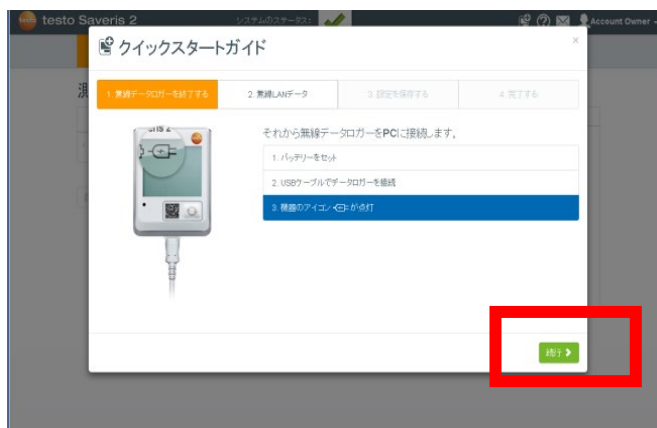 testo Saveris 2
システムのステータス:
Account Owner
クイックスタートガイド
×
測
1. 無線データロガーを終了する
2. 無線LANデータ
3. 設定を保存する
4. 完了する
それから無線データロガーをPCに接続します。
1. バッテリーをセット
2. USBケーブルでデータロガーを接続
3. 機器のアイコン が点灯
続行